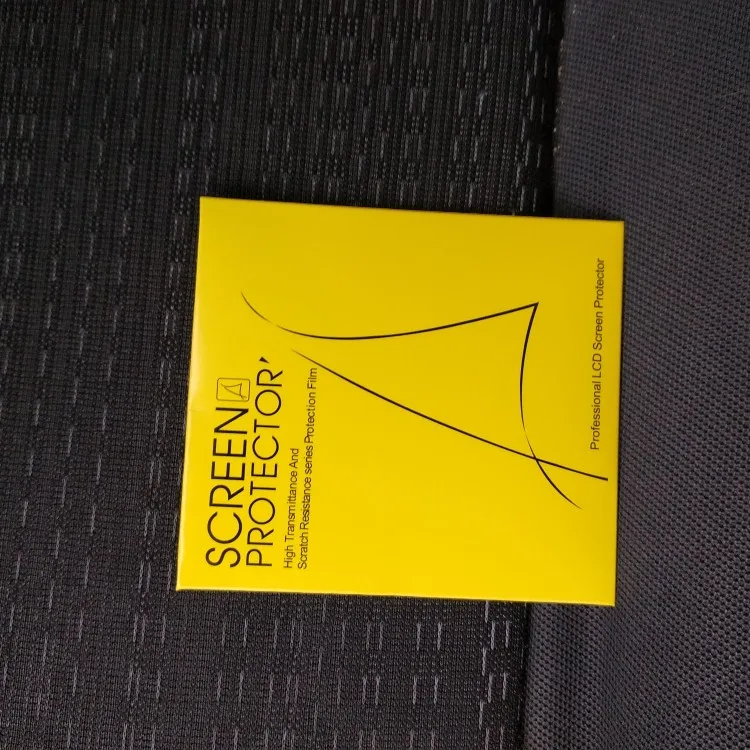 SCREEN
PROTECTOR’
High Transmittance And
Scratch Resistance series Protection Film
Professional LCD Screen Protector